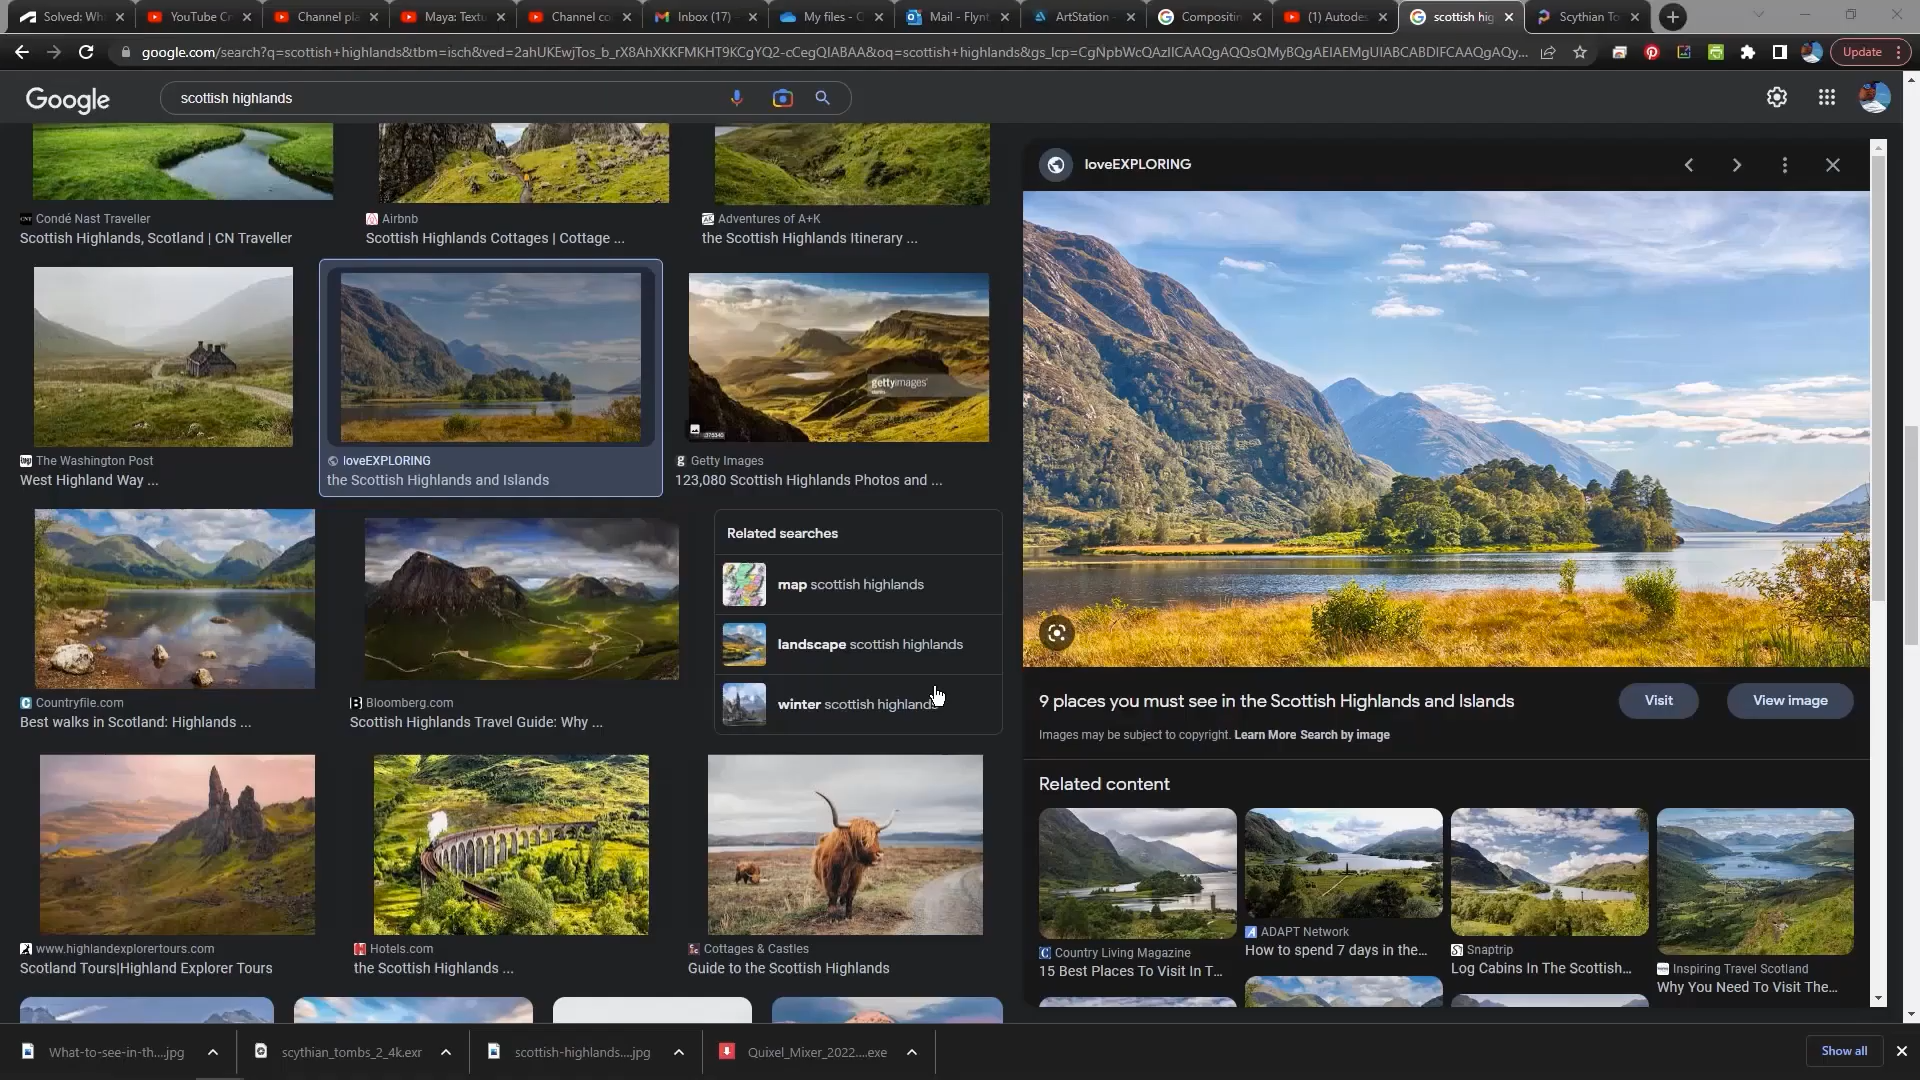 Solved: Wh
YouTube C
Channel pl
Maya: Textu
Channel co
Inbox (17)
My files - O
Mail - Flynt
ArtStation
Compositin
(1) Autodes
scottish hig
Scythian To
google.com/search?q=scottish+highlands&tbm=isch&ved=2ahUKEwjTos_b_rX8AhXKKFMKHT9KCgYQ2-cCegQIABAA&oq=scottish+highlands&gs_lcp=CgNpbWcQAzIICAAQgAQQsQMyBQgAEIAEMgUIABCABDIFCAAQgAQy...
Update
Google
scottish highlands
loveEXPLORING
Condé Nast Traveller
Scottish Highlands, Scotland | CN Traveller
Airbnb
Scottish Highlands Cottages | Cottage ...
Adventures of A+K
the Scottish Highlands Itinerary ...
The Washington Post
West Highland Way ...
loveEXPLORING
the Scottish Highlands and Islands
gettyimages
Getty Images
123,080 Scottish Highlands Photos and ...
Related searches
map scottish highlands
landscape scottish highlands
winter scottish highlands
Countryfile.com
Best walks in Scotland: Highlands ...
Bloomberg.com
Scottish Highlands Travel Guide: Why ...
www.highlandexplorertours.com
Scotland Tours|Highland Explorer Tours
Hotels.com
the Scottish Highlands ...
Cottages & Castles
Guide to the Scottish Highlands
9 places you must see in the Scottish Highlands and Islands
Visit
View image
Images may be subject to copyright. Learn More Search by image
Related content
Country Living Magazine
15 Best Places To Visit In T...
ADAPT Network
How to spend 7 days in the...
Snaptrip
Log Cabins In The Scottish...
Inspiring Travel Scotland
Why You Need To Visit The...
What-to-see-in-th....jpg
scythian_tombs_2_4k.exr
scottish-highlands....jpg
Quixel_Mixer_2022....exe
Show all